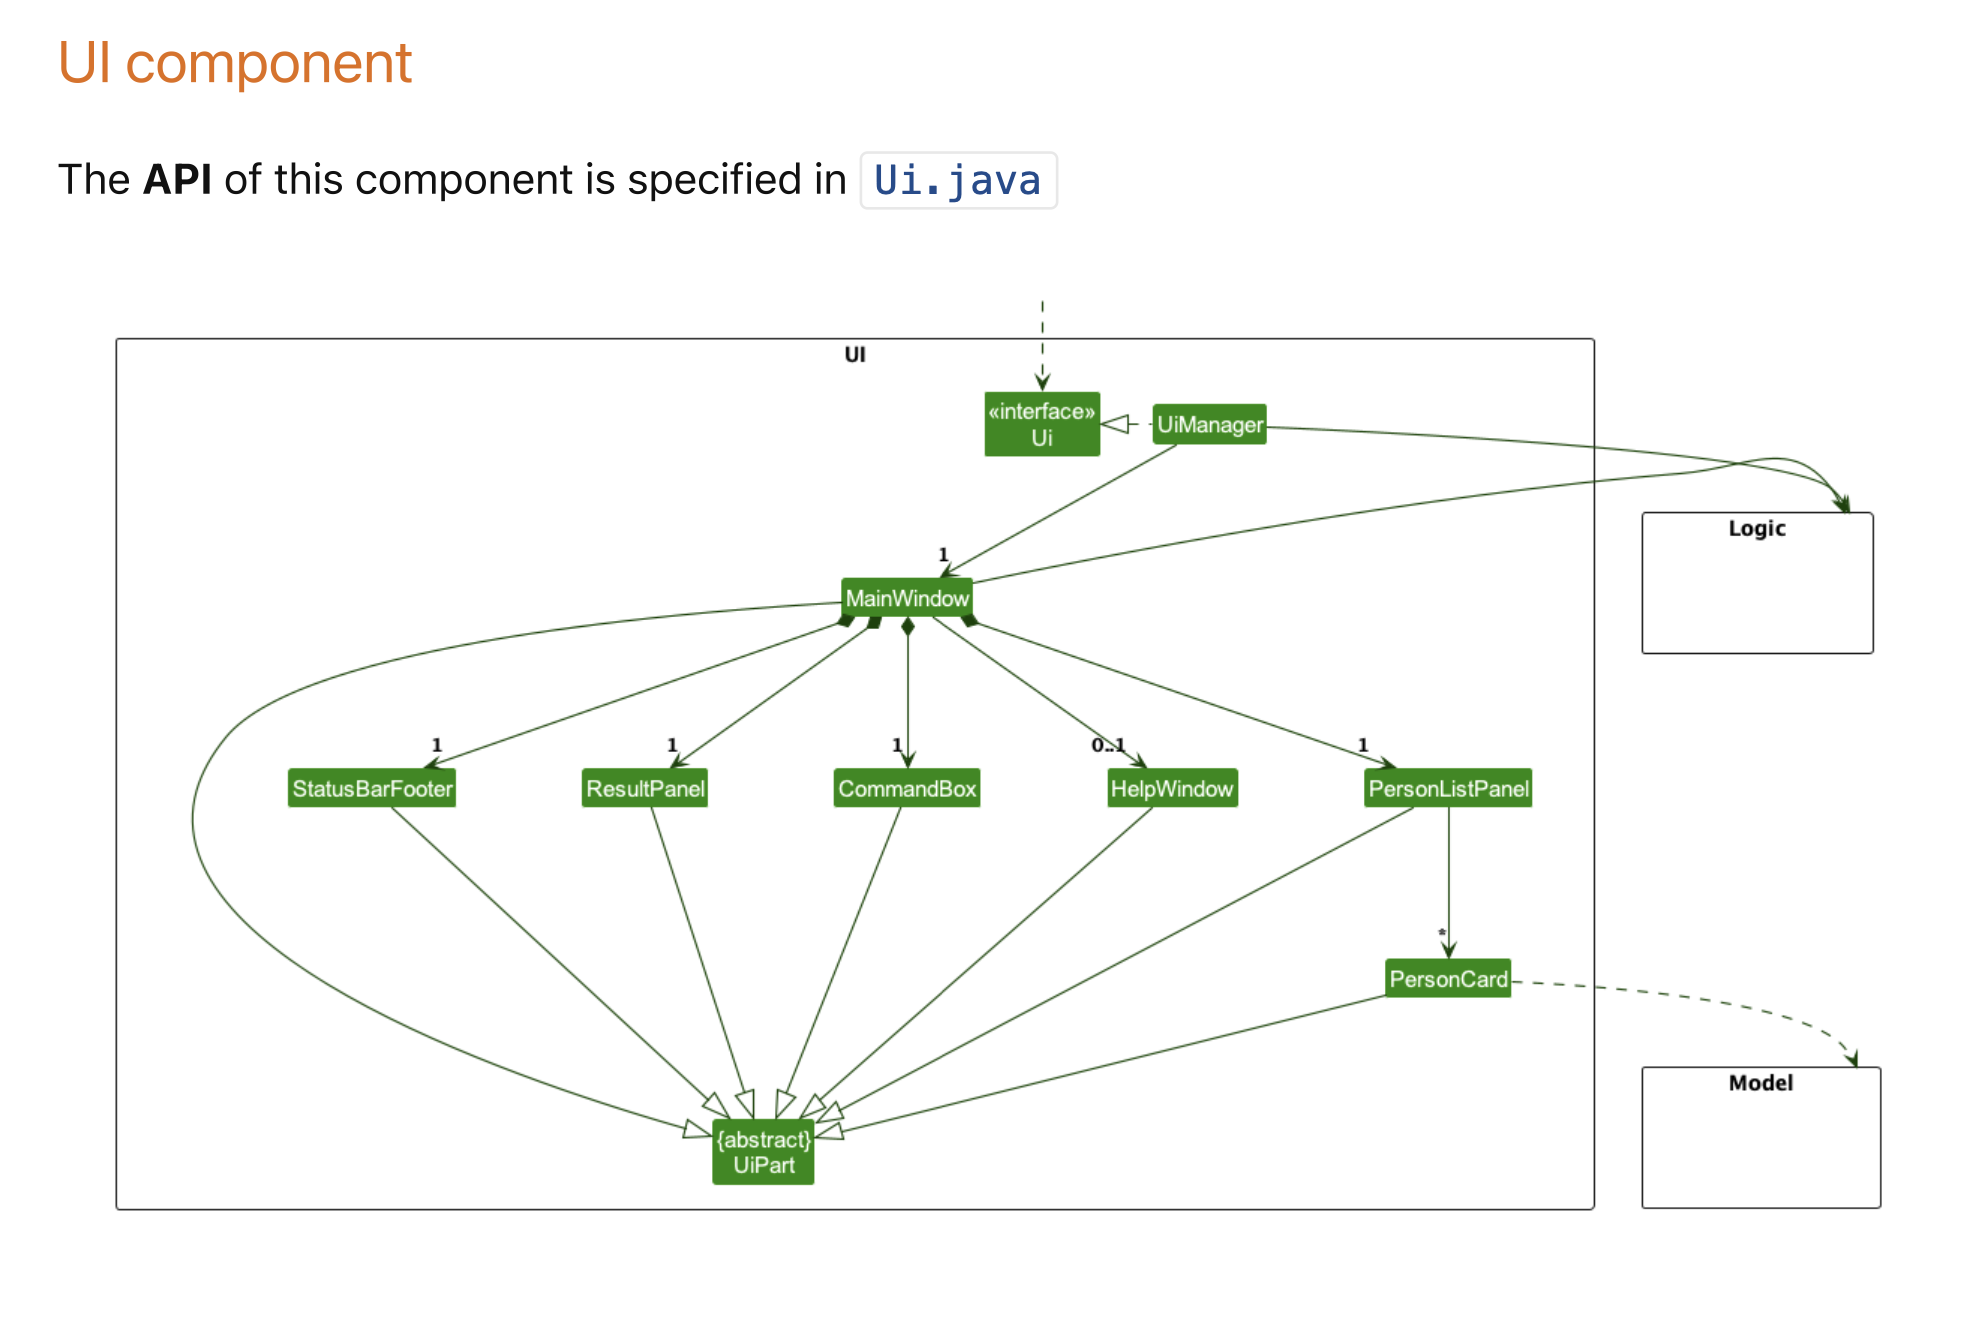 UI component
The API of this component is specified in Ui.java
UI
«interface»
Ui
UiManager
Logic
1
MainWindow
1
1
1
0..1
1
StatusBarFooter
ResultPanel
CommandBox
HelpWindow
PersonListPanel
*
PersonCard
Model
{abstract}
UiPart